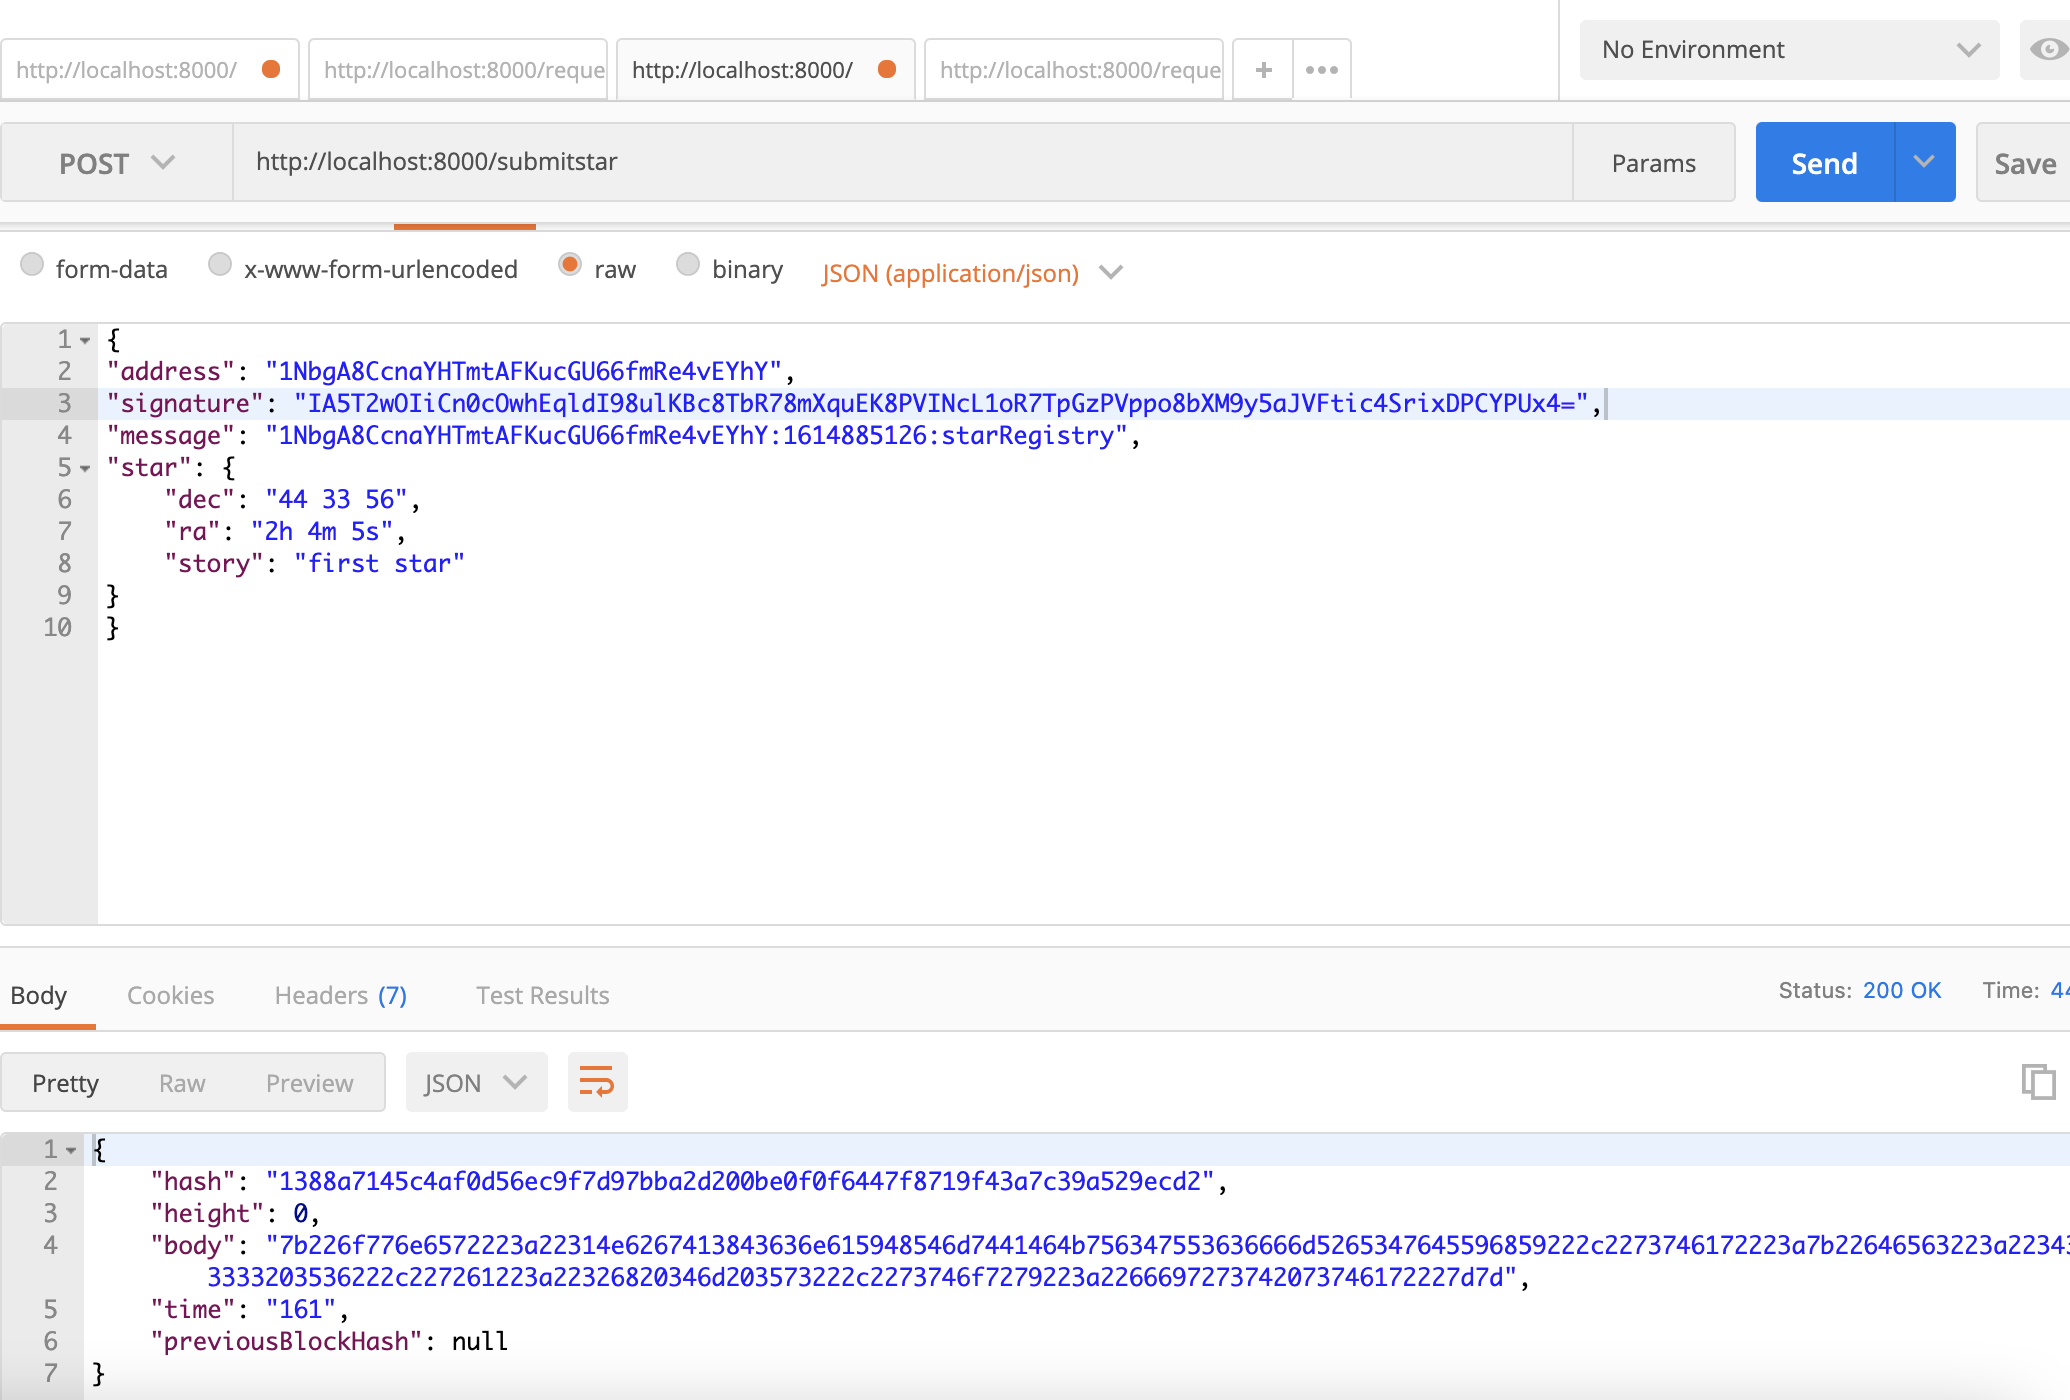 http://localhost:8000/
http://localhost:8000/reque
http://localhost:8000/
http://localhost:8000/reque
No Environment
POST
http://localhost:8000/submitstar
Params
Send
Save
form-data
x-www-form-urlencoded
raw
binary
JSON (application/json)
1 {
2 "address": "1NbgA8CcnaYHTmtAFKucGU66fmRe4vEYhY",
3 "signature": "IA5T2wOIiCn0cOwhEqldI98ulKBc8TbR78mXquEK8PVINcL1oR7TpGzPVppo8bXM9y5aJVFtic4SrixDPCYPUx4=",
4 "message": "1NbgA8CcnaYHTmtAFKucGU66fmRe4vEYhY:1614885126:starRegistry",
5 "star": {
6 "dec": "44 33 56",
7 "ra": "2h 4m 5s",
8 "story": "first star"
9 }
10 }
Body
Cookies
Headers (7)
Test Results
Status: 200 OK
Time: 44
Pretty
Raw
Preview
JSON
1 {
2 "hash": "1388a7145c4af0d56ec9f7d97bba2d200be0f0f6447f8719f43a7c39a529ecd2",
3 "height": 0,
4 "body": "7b226f776e6572223a22314e6267413843636e615948546d7441464b756347553636666d5265347645596859222c2273746172223a7b22646563223a22343
3333203536222c227261223a22326820346d203573222c2273746f7279223a2266697273742073746172227d7d",
5 "time": "161",
6 "previousBlockHash": null
7 }